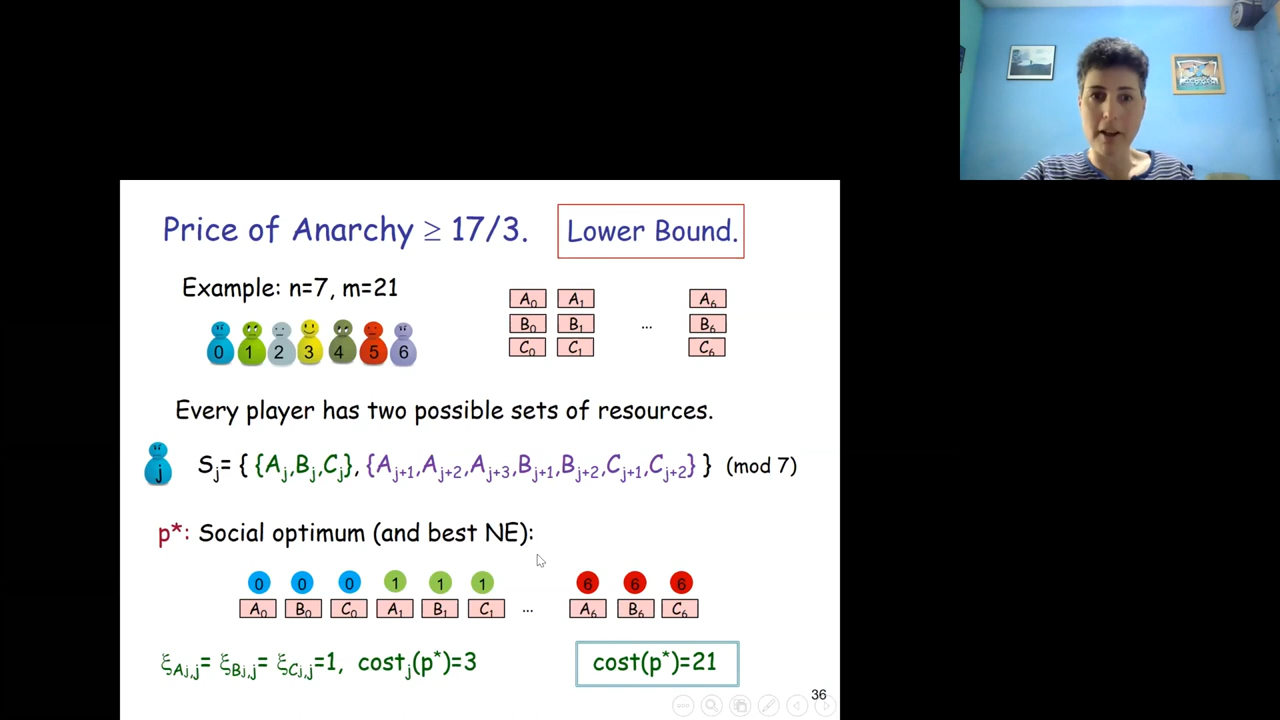 Price of Anarchy ≥ 17/3.
Lower Bound.
Example: n=7, m=21
A₀ A₁ A₆
B₀ B₁ ... B₆
C₀ C₁ C₆
0 1 2 3 4 5 6
Every player has two possible sets of resources.
j Sⱼ= { {Aⱼ,Bⱼ,Cⱼ}, {Aⱼ₊₁,Aⱼ₊₂,Aⱼ₊₃,Bⱼ₊₁,Bⱼ₊₂,Cⱼ₊₁,Cⱼ₊₂} } (mod 7)
p*: Social optimum (and best NE):
0 0 0 1 1 1 6 6 6
A₀ B₀ C₀ A₁ B₁ C₁ ... A₆ B₆ C₆
ξAⱼ,ⱼ= ξBⱼ,ⱼ= ξCⱼ,ⱼ=1, costⱼ(p*)=3
cost(p*)=21
36